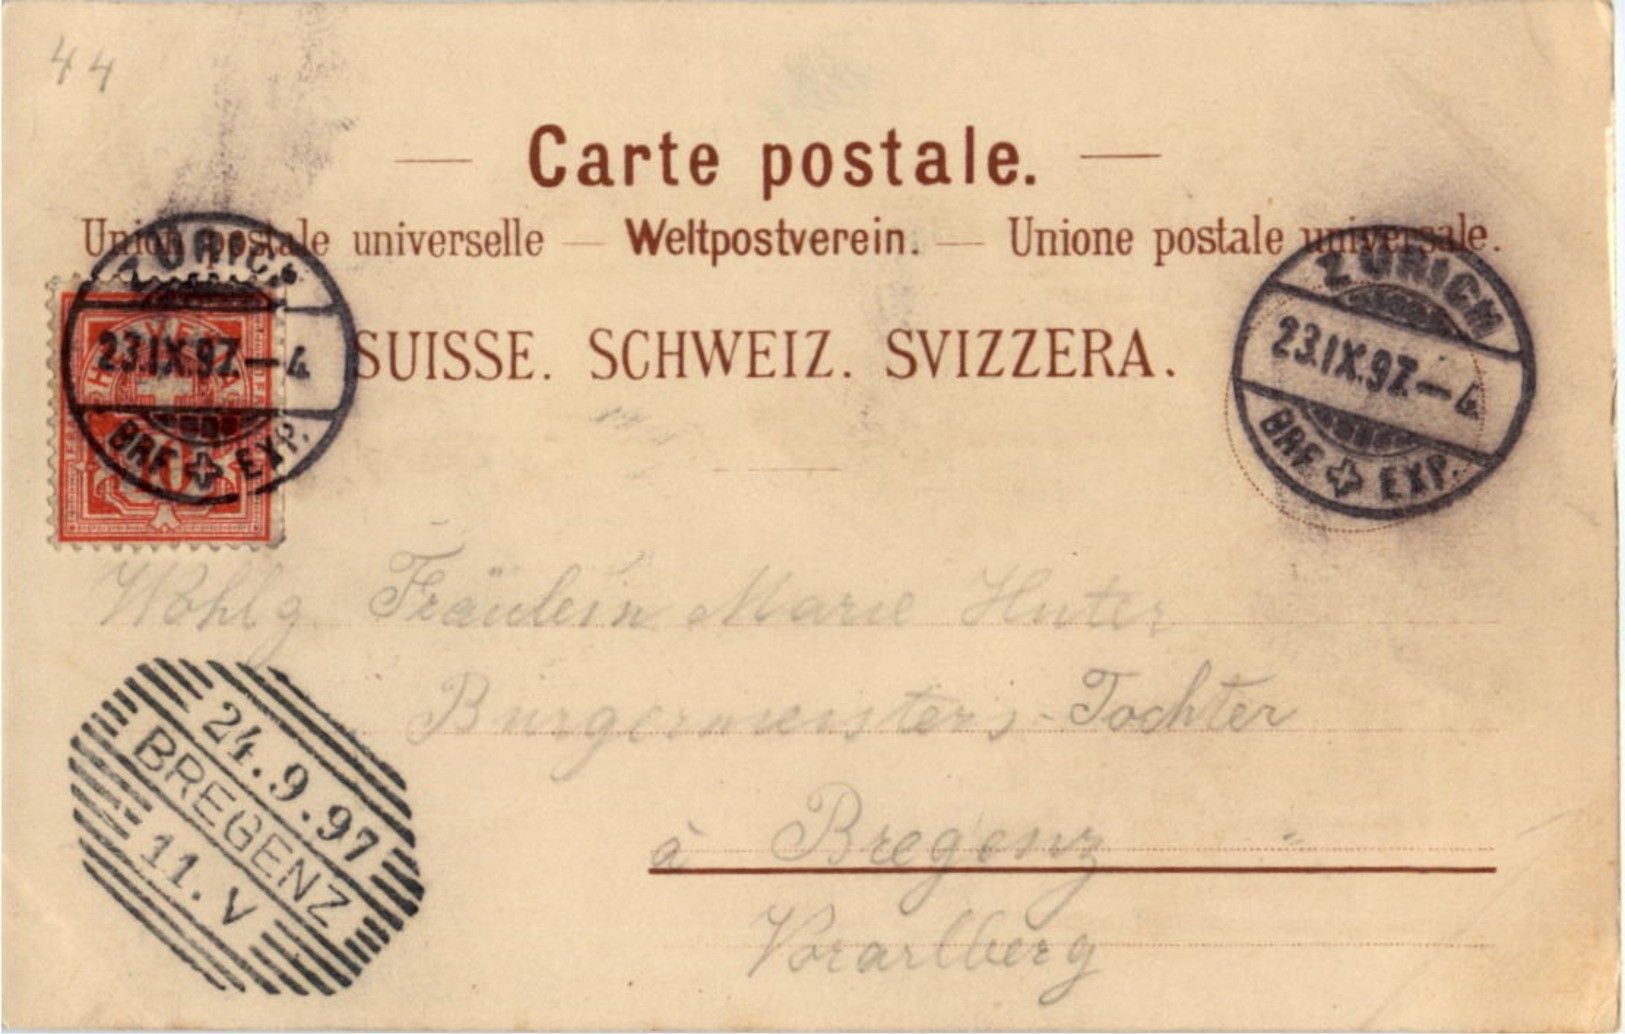 44
Carte postale.
Union postale universelle — Weltpostverein. — Unione postale universale.
SUISSE. SCHWEIZ. SVIZZERA.
ZÜRICH
23.IX.97.–4
BRF. EXP.
HELVETIA
10
ZÜRICH
23.IX.97.–4
BRF. EXP.
Wohlg. Fräulein Marie Huter
Burgermeisters-Tochter
à Bregenz
Vorarlberg
24.9.97
BREGENZ
11.V